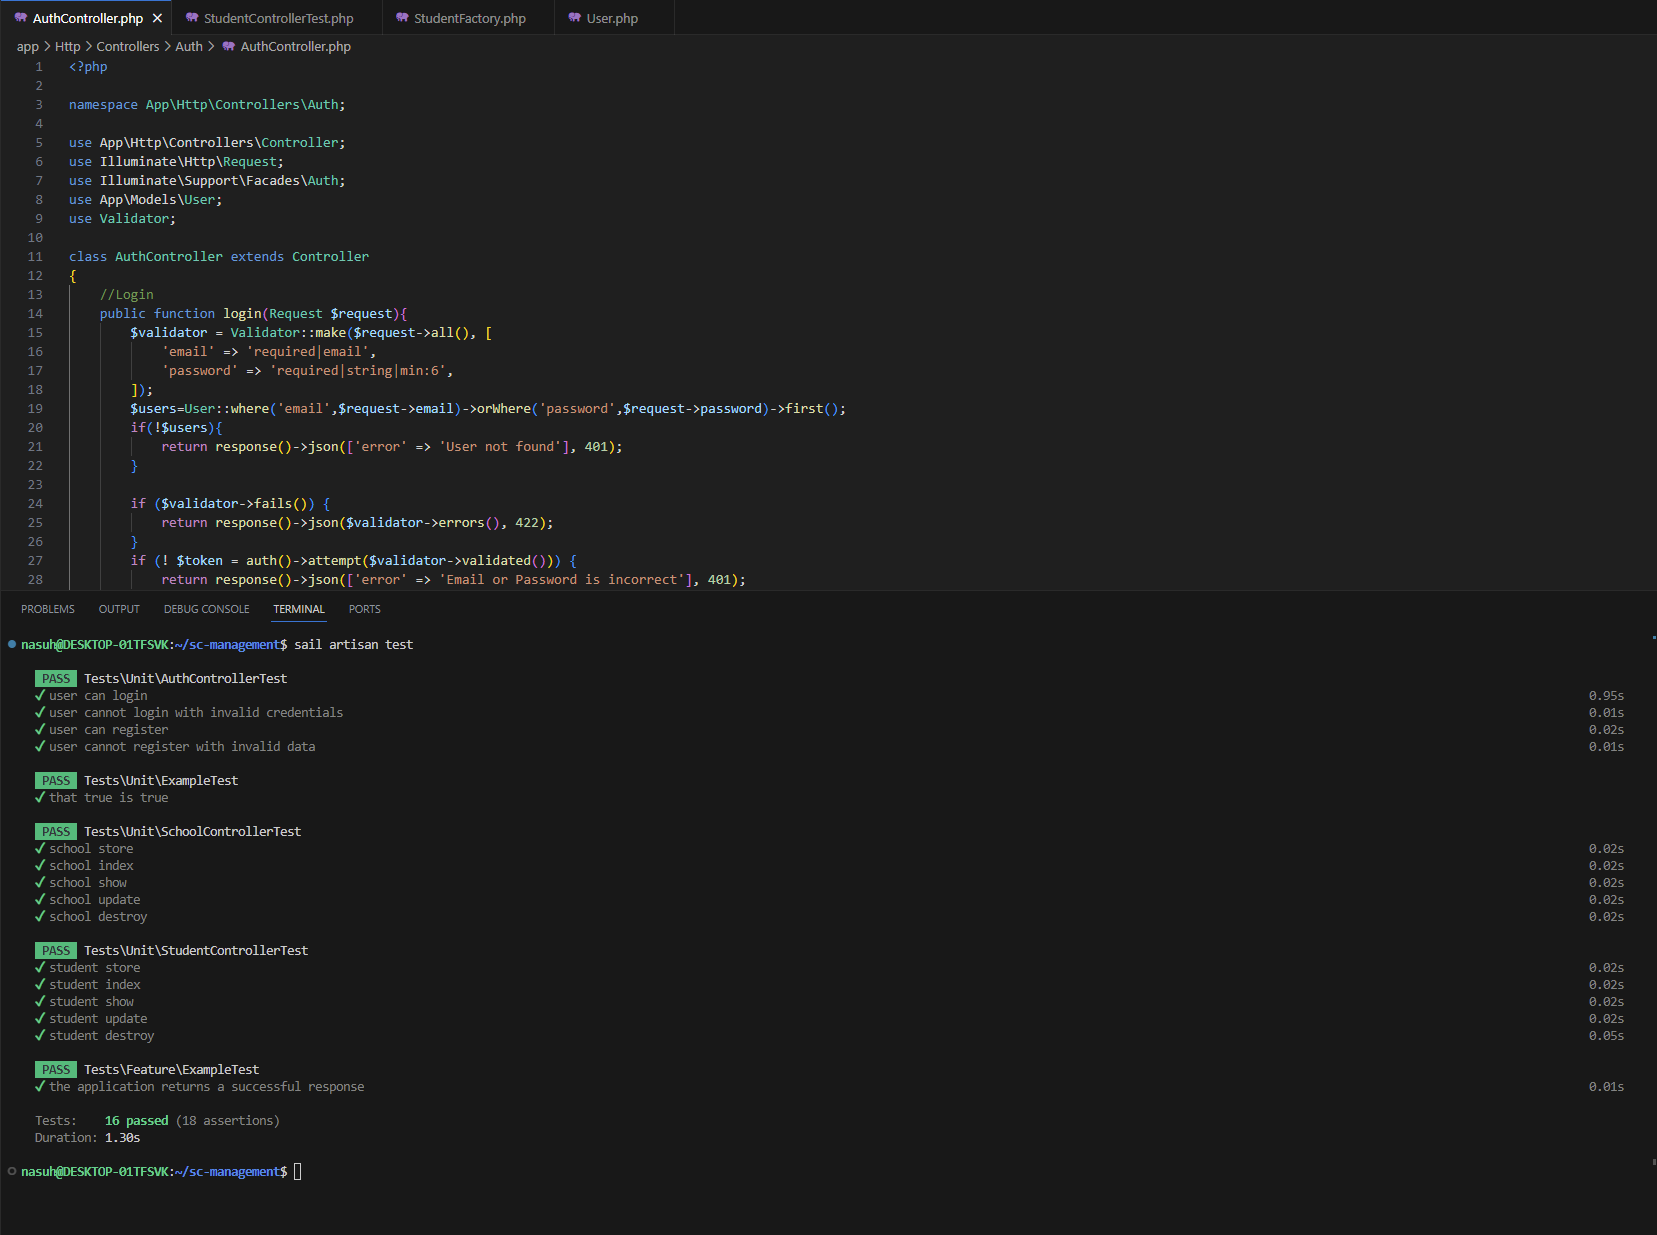 AuthController.php
StudentControllerTest.php
StudentFactory.php
User.php
app > Http > Controllers > Auth > AuthController.php
1 <?php
2
3 namespace App\Http\Controllers\Auth;
4
5 use App\Http\Controllers\Controller;
6 use Illuminate\Http\Request;
7 use Illuminate\Support\Facades\Auth;
8 use App\Models\User;
9 use Validator;
10
11 class AuthController extends Controller
12 {
13     //Login
14     public function login(Request $request){
15         $validator = Validator::make($request->all(), [
16             'email' => 'required|email',
17             'password' => 'required|string|min:6',
18         ]);
19         $users=User::where('email',$request->email)->orWhere('password',$request->password)->first();
20         if(!$users){
21             return response()->json(['error' => 'User not found'], 401);
22         }
23
24         if ($validator->fails()) {
25             return response()->json($validator->errors(), 422);
26         }
27         if (! $token = auth()->attempt($validator->validated())) {
28             return response()->json(['error' => 'Email or Password is incorrect'], 401);
PROBLEMS OUTPUT DEBUG CONSOLE TERMINAL PORTS
nasuh@DESKTOP-01TFSVK:~/sc-management$ sail artisan test
PASS Tests\Unit\AuthControllerTest
✓ user can login 0.95s
✓ user cannot login with invalid credentials 0.01s
✓ user can register 0.02s
✓ user cannot register with invalid data 0.01s
PASS Tests\Unit\ExampleTest
✓ that true is true
PASS Tests\Unit\SchoolControllerTest
✓ school store 0.02s
✓ school index 0.02s
✓ school show 0.02s
✓ school update 0.02s
✓ school destroy 0.02s
PASS Tests\Unit\StudentControllerTest
✓ student store 0.02s
✓ student index 0.02s
✓ student show 0.02s
✓ student update 0.02s
✓ student destroy 0.05s
PASS Tests\Feature\ExampleTest
✓ the application returns a successful response 0.01s
Tests: 16 passed (18 assertions)
Duration: 1.30s
nasuh@DESKTOP-01TFSVK:~/sc-management$